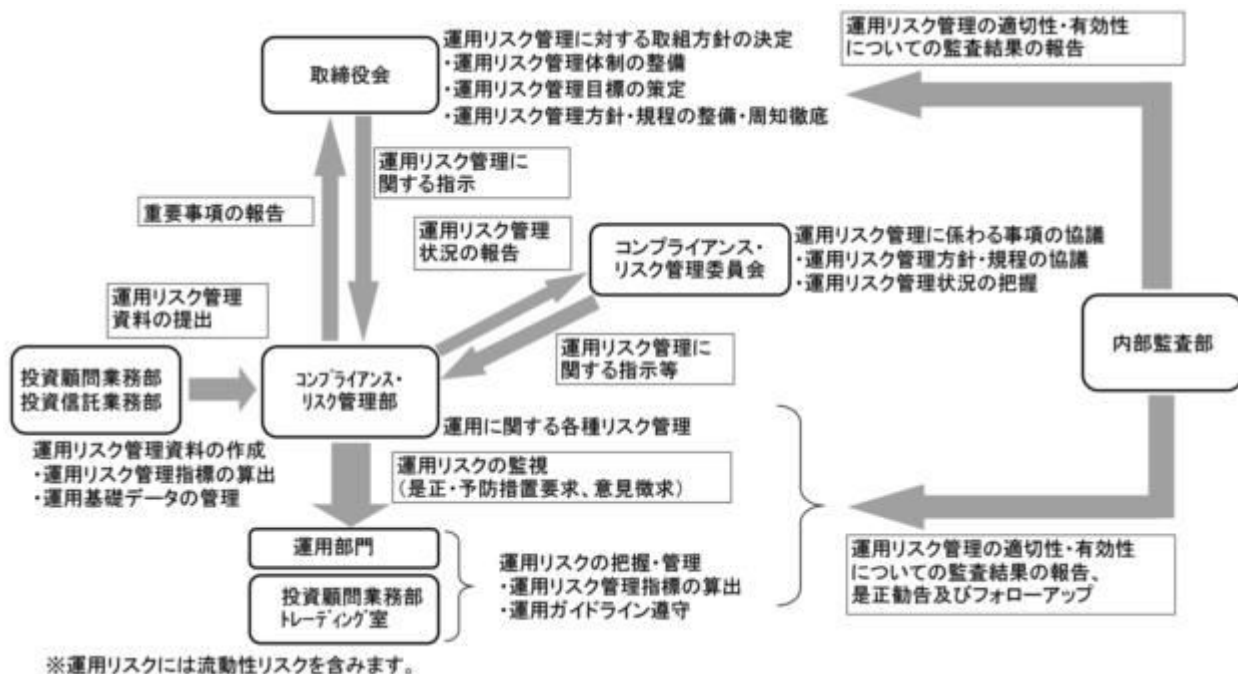 取締役会
運用リスク管理に対する取組方針の決定
・運用リスク管理体制の整備
・運用リスク管理目標の策定
・運用リスク管理方針・規程の整備・周知徹底
運用リスク管理の適切性・有効性
についての監査結果の報告
運用リスク管理に
関する指示
重要事項の報告
運用リスク管理
状況の報告
コンプライアンス・
リスク管理委員会
運用リスク管理に係わる事項の協議
・運用リスク管理方針・規程の協議
・運用リスク管理状況の把握
運用リスク管理
資料の提出
運用リスク管理に
関する指示等
内部監査部
投資顧問業務部
投資信託業務部
コンプライアンス・
リスク管理部
運用に関する各種リスク管理
運用リスク管理資料の作成
・運用リスク管理指標の算出
・運用基礎データの管理
運用リスクの監視
（是正・予防措置要求、意見徴求）
運用部門
投資顧問業務部
トレーディング室
運用リスクの把握・管理
・運用リスク管理指標の算出
・運用ガイドライン遵守
運用リスク管理の適切性・有効性
についての監査結果の報告、
是正勧告及びフォローアップ
※運用リスクには流動性リスクを含みます。